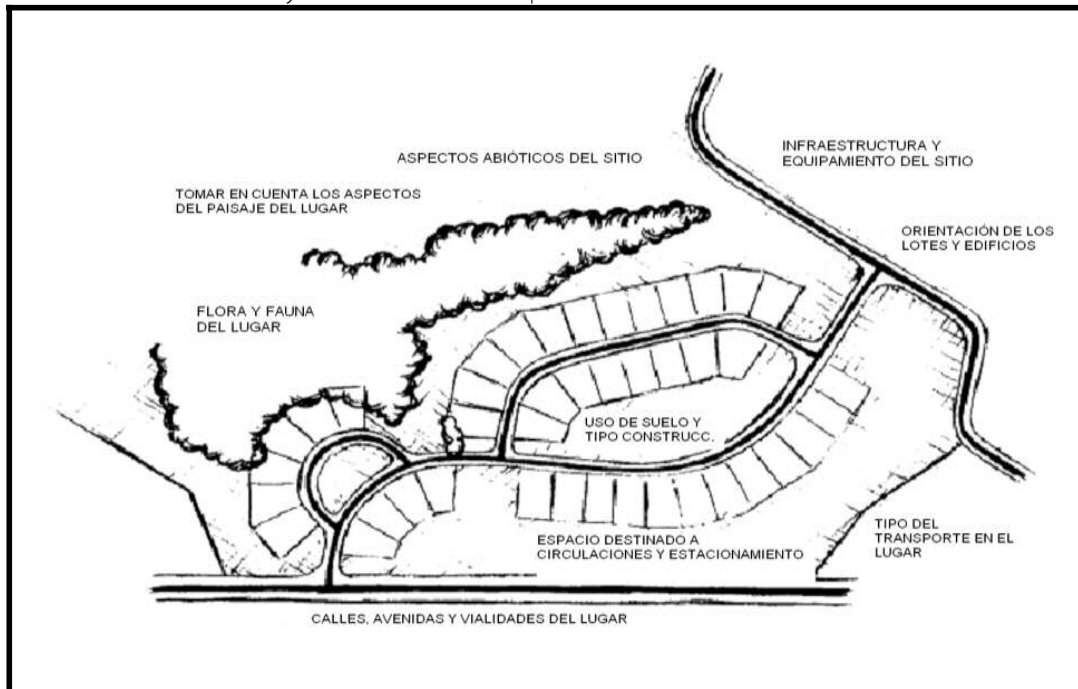 ASPECTOS ABIÓTICOS DEL SITIO
INFRAESTRUCTURA Y
EQUIPAMIENTO DEL SITIO
TOMAR EN CUENTA LOS ASPECTOS
DEL PAISAJE DEL LUGAR
ORIENTACIÓN DE LOS
LOTES Y EDIFICIOS
FLORA Y FAUNA
DEL LUGAR
USO DE SUELO Y
TIPO CONSTRUCC.
ESPACIO DESTINADO A
CIRCULACIONES Y ESTACIONAMIENTO
TIPO DEL
TRANSPORTE EN EL
LUGAR
CALLES, AVENIDAS Y VIALIDADES DEL LUGAR